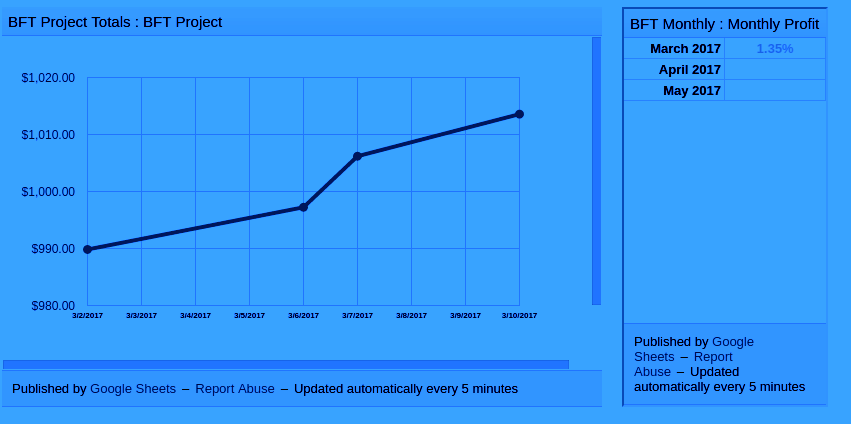 BFT Project Totals : BFT Project
$1,020.00
$1,010.00
$1,000.00
$990.00
$980.00
3/2/2017 3/3/2017 3/4/2017 3/5/2017 3/6/2017 3/7/2017 3/8/2017 3/9/2017 3/10/2017
Published by Google Sheets – Report Abuse – Updated automatically every 5 minutes
BFT Monthly : Monthly Profit
March 2017 1.35%
April 2017
May 2017
Published by Google
Sheets – Report
Abuse – Updated
automatically every 5 minutes